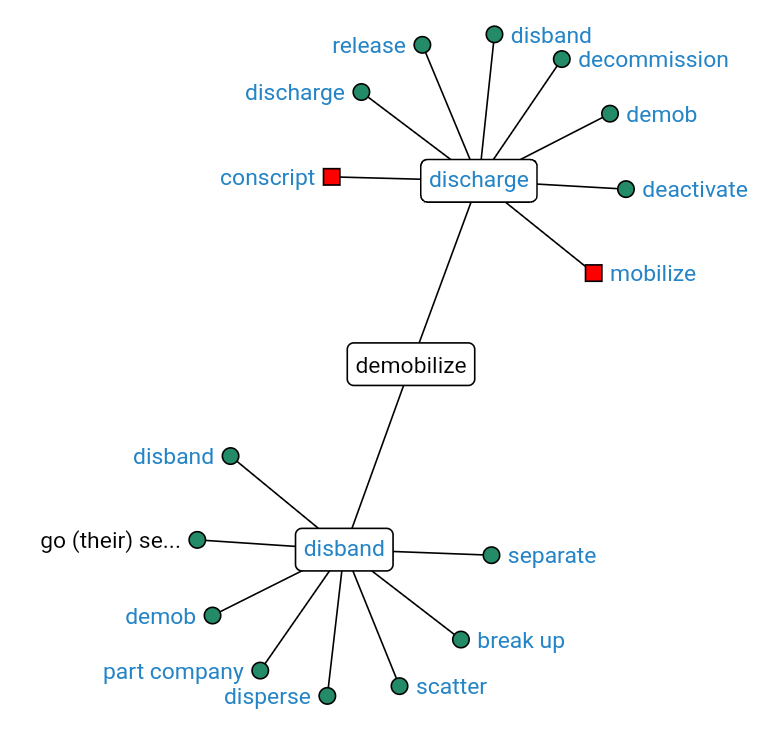 release
disband
decommission
discharge
demob
conscript
discharge
deactivate
mobilize
demobilize
disband
go (their) se...
disband
separate
demob
break up
part company
scatter
disperse